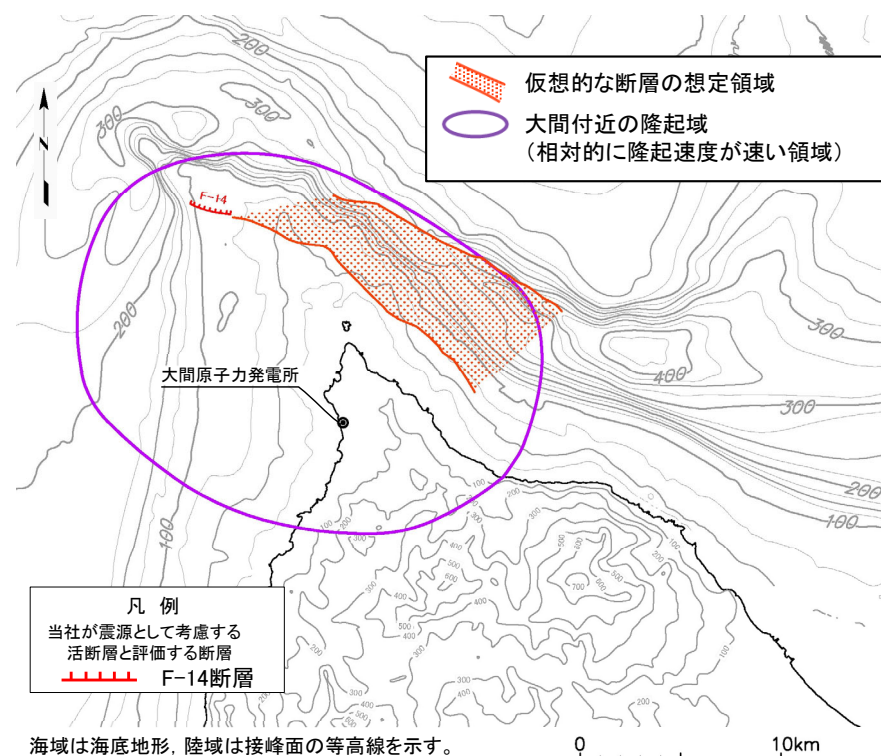 仮想的な断層の想定領域
大間付近の隆起域
(相対的に隆起速度が速い領域)
N
200
300
300
F-14
200
300
400
300
大間原子力発電所
200
100
100
凡 例
当社が震源として考慮する
活断層と評価する断層
F-14断層
海域は海底地形，陸域は接峰面の等高線を示す。
0 10km